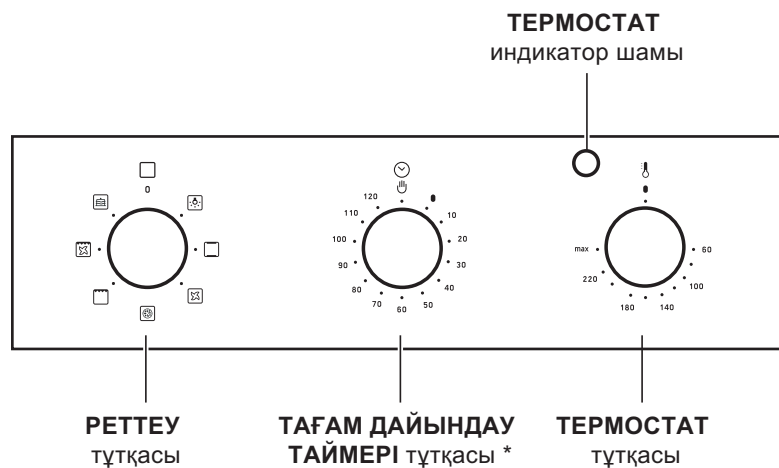 ТЕРМОСТАТ
индикатор шамы
0
120
110
100
90
80
70
60
50
40
30
20
10
max
220
180
140
100
60
РЕТТЕУ
тұтқасы
ТАҒАМ ДАЙЫНДАУ
ТАЙМЕРІ тұтқасы *
ТЕРМОСТАТ
тұтқасы